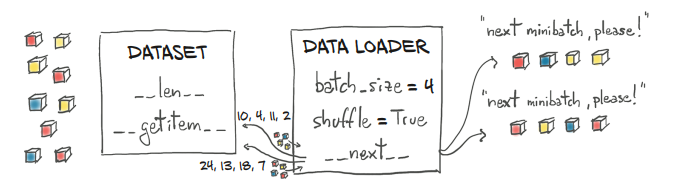 DATASET
__len__
__getitem__
10, 4, 11, 2
24, 13, 18, 7
DATA LOADER
batch_size = 4
shuffle = True
__next__
"next minibatch, please!"
"next minibatch, please!"